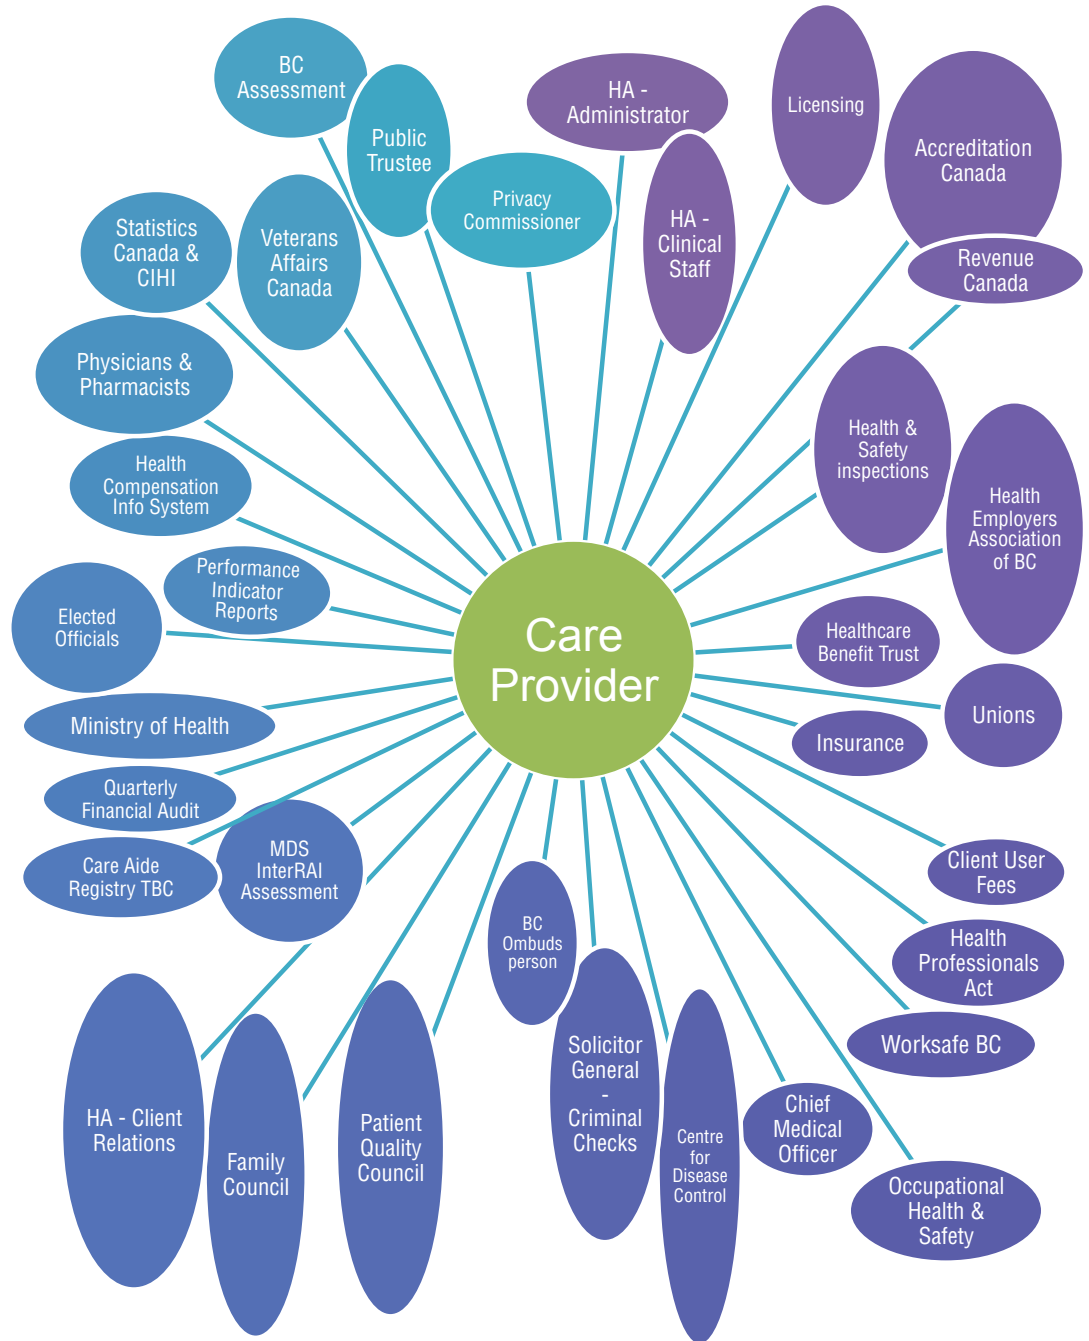 BC
Assessment
Public
Trustee
Privacy
Commissioner
HA -
Administrator
HA -
Clinical
Staff
Licensing
Accreditation
Canada
Revenue
Canada
Statistics
Canada &
CIHI
Veterans
Affairs
Canada
Physicians &
Pharmacists
Health
Compensation
Info System
Performance
Indicator
Reports
Elected
Officials
Ministry of Health
Quarterly
Financial Audit
Care Aide
Registry TBC
MDS
InterRAI
Assessment
Care
Provider
Health &
Safety
inspections
Health
Employers
Association
of BC
Healthcare
Benefit Trust
Unions
Insurance
Client User
Fees
Health
Professionals
Act
Worksafe BC
Occupational
Health &
Safety
Chief
Medical
Officer
Centre
for
Disease
Control
Solicitor
General
-
Criminal
Checks
BC
Ombuds
person
Patient
Quality
Council
Family
Council
HA - Client
Relations